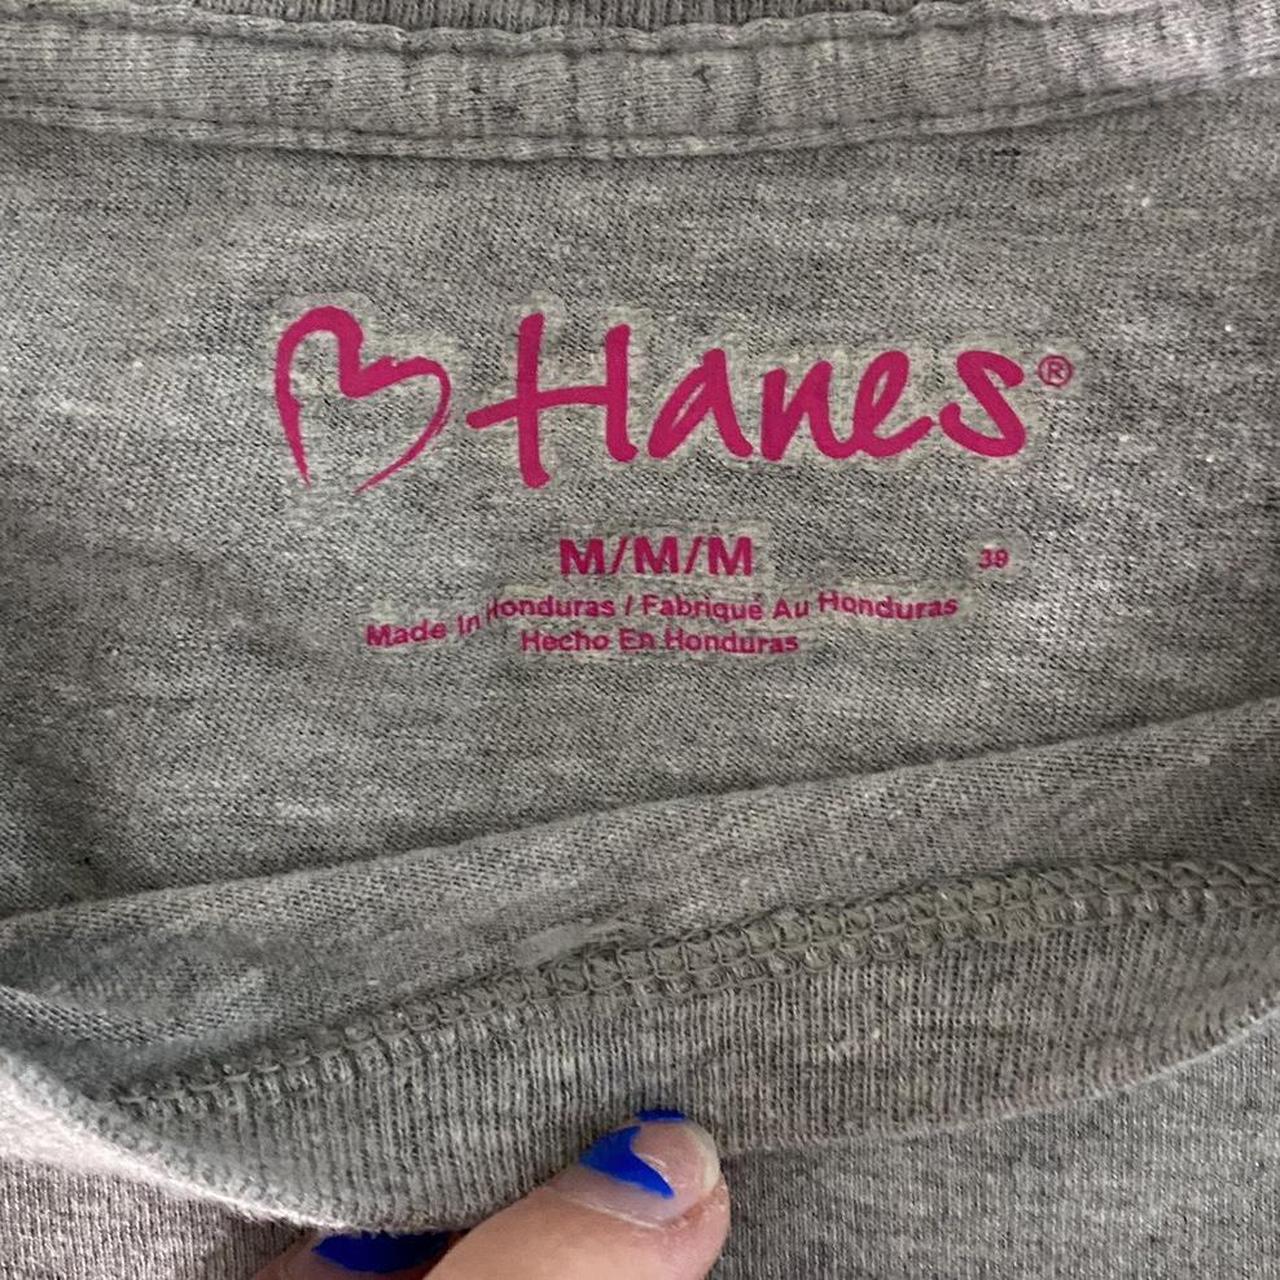 Hanes®
M/M/M 39
Made In Honduras / Fabriqué Au Honduras
Hecho En Honduras